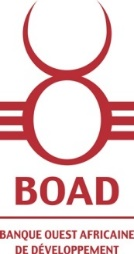 BOAD
BANQUE OUEST AFRICAINE
DE DÉVELOPPEMENT